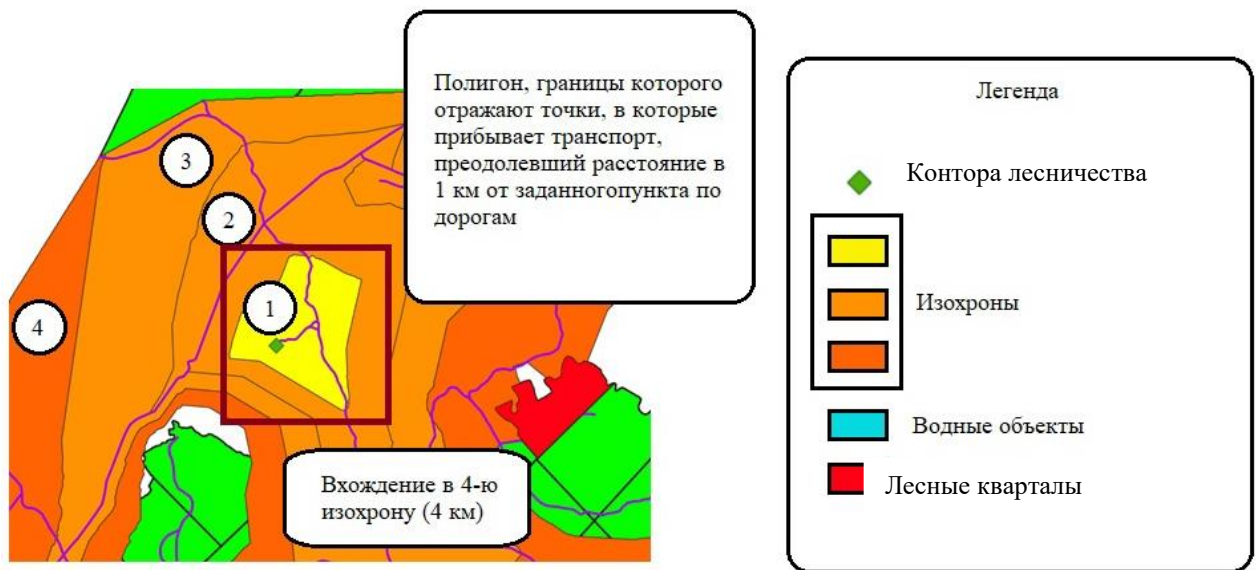 Полигон, границы которого
отражают точки, в которые
прибывает транспорт,
преодолевший расстояние в
1 км от заданногопункта по
дорогам
3
2
1
4
Вхождение в 4-ю
изохрону (4 км)
Легенда
Контора лесничества
Изохроны
Водные объекты
Лесные кварталы